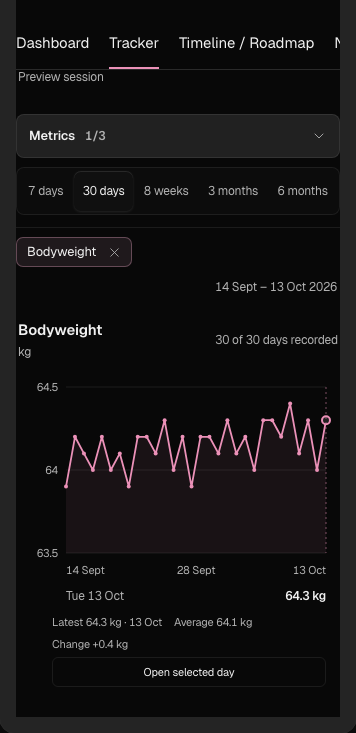 Dashboard Tracker Timeline / Roadmap
Preview session
Metrics 1/3
7 days 30 days 8 weeks 3 months 6 months
Bodyweight
14 Sept – 13 Oct 2026
Bodyweight
30 of 30 days recorded
kg
64.5
64
63.5
14 Sept 28 Sept 13 Oct
Tue 13 Oct 64.3 kg
Latest 64.3 kg · 13 Oct Average 64.1 kg
Change +0.4 kg
Open selected day